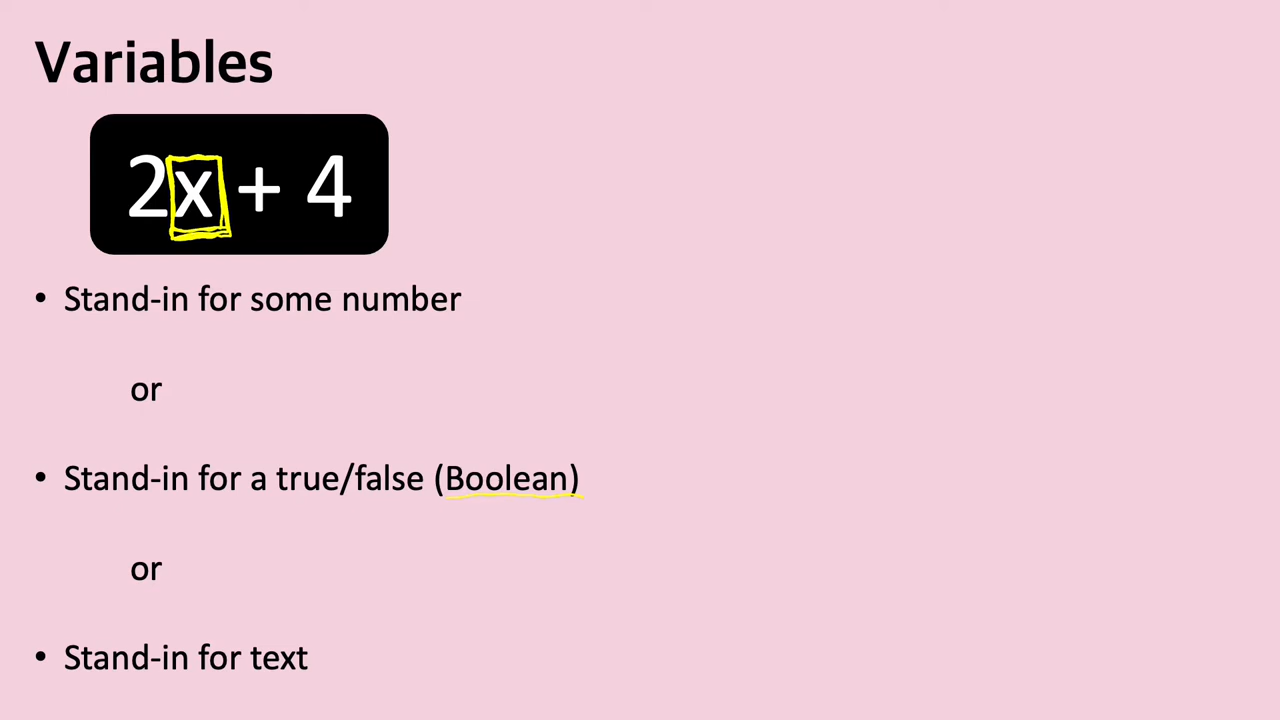 Variables
2x + 4
• Stand-in for some number
or
• Stand-in for a true/false (Boolean)
or
• Stand-in for text